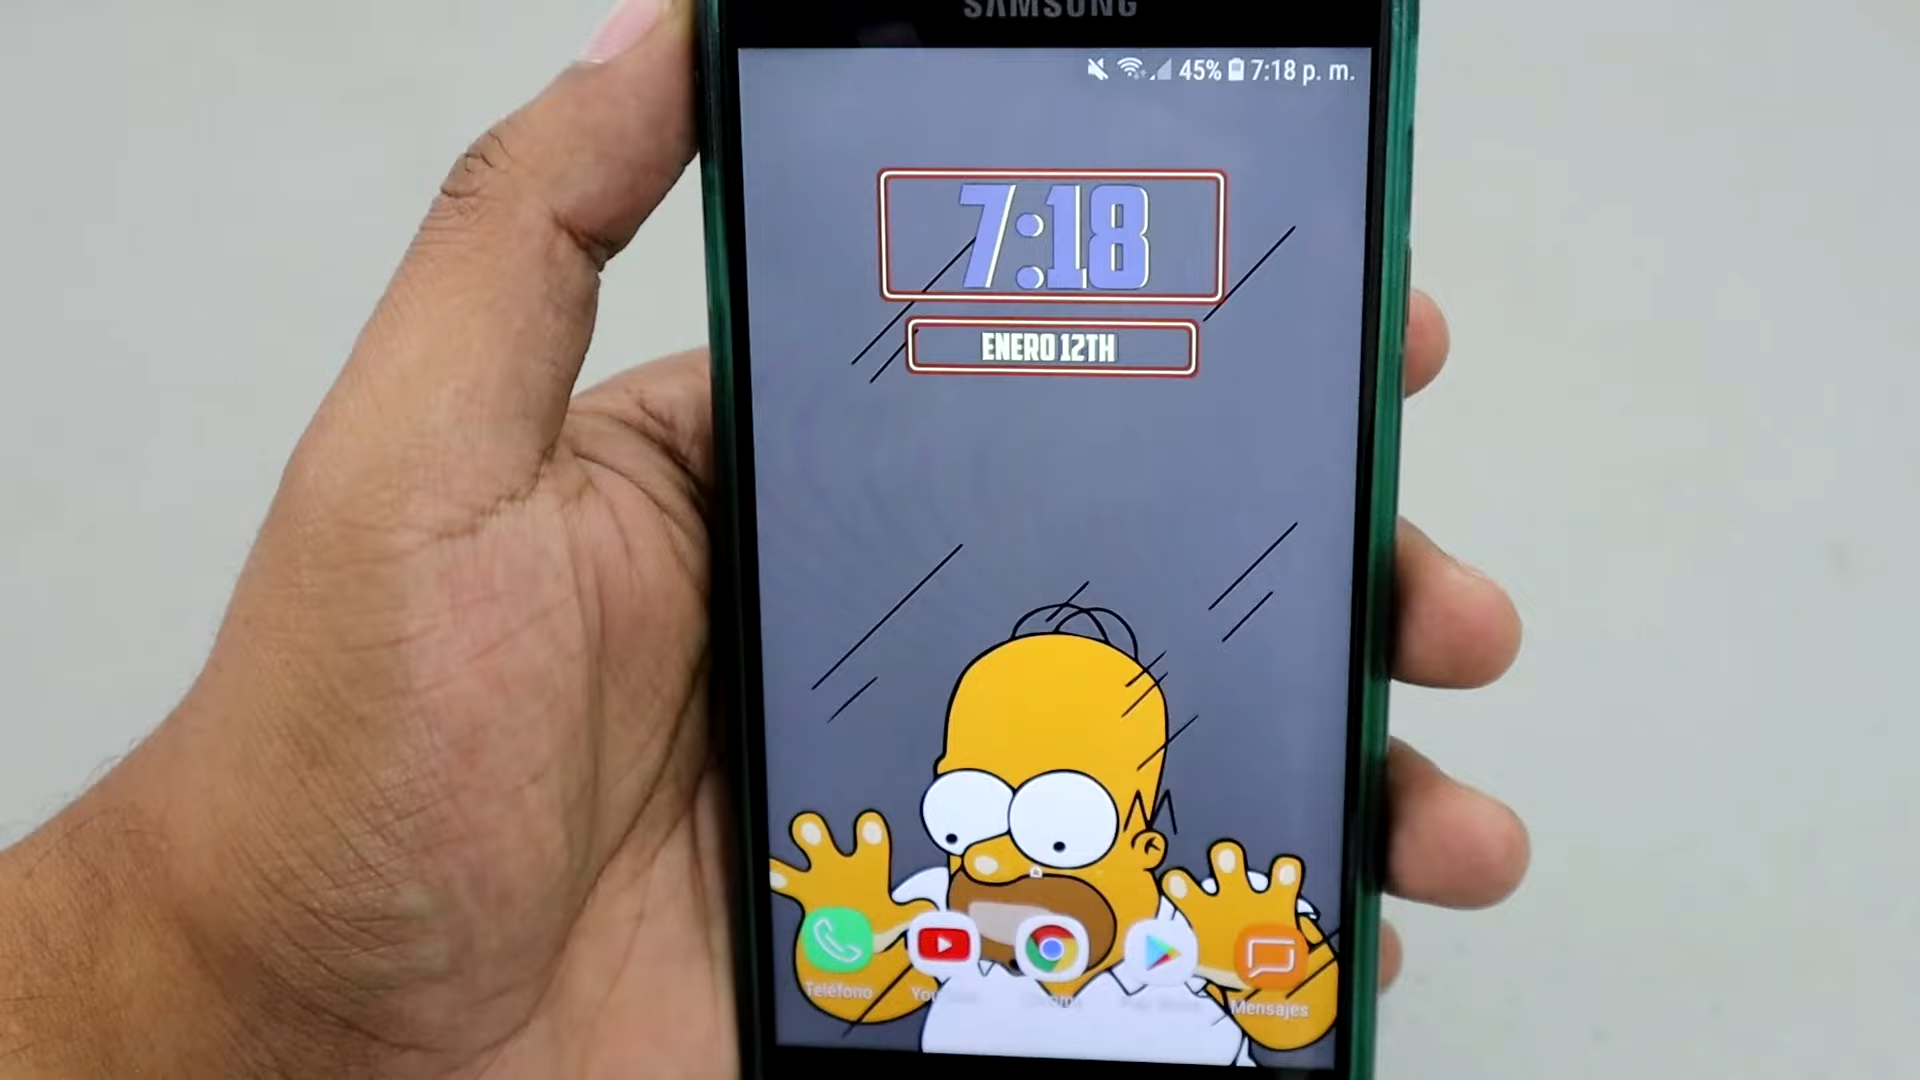 SAMSUNG
45% 7:18 p. m.
7:18
ENERO 12TH
Teléfono
Mensajes